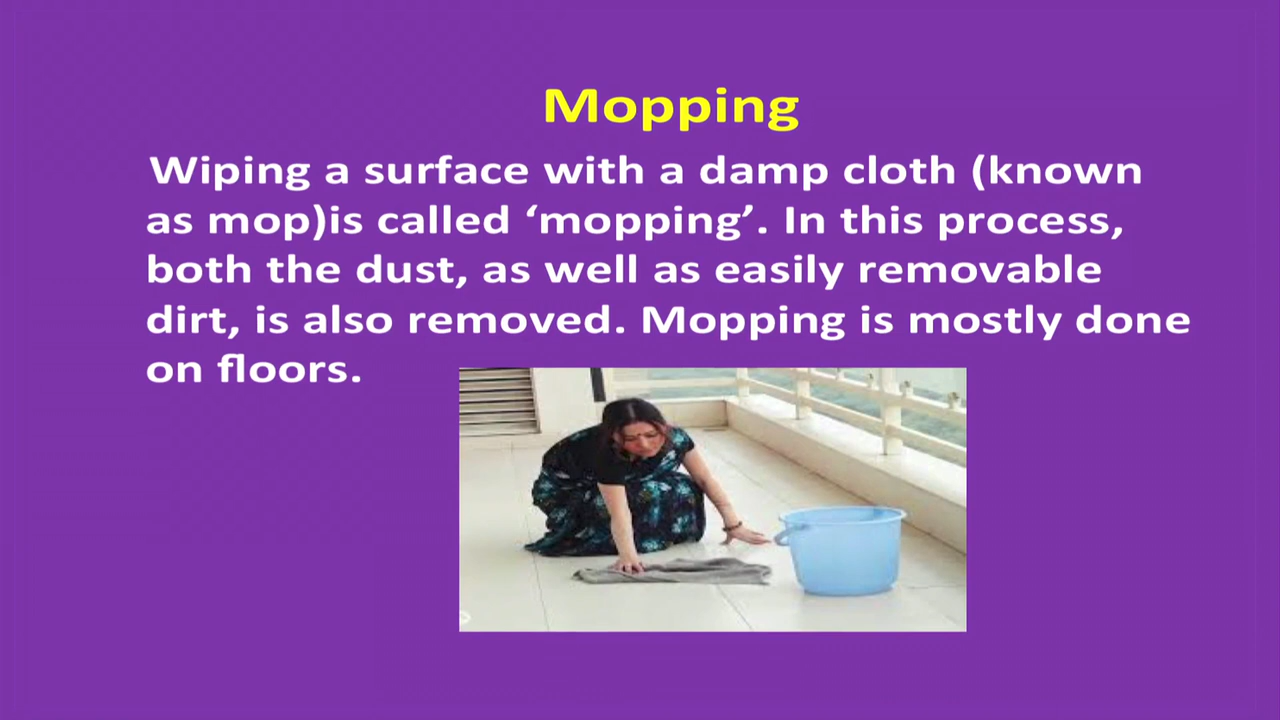 Mopping
Wiping a surface with a damp cloth (known
as mop)is called ‘mopping’. In this process,
both the dust, as well as easily removable
dirt, is also removed. Mopping is mostly done
on floors.